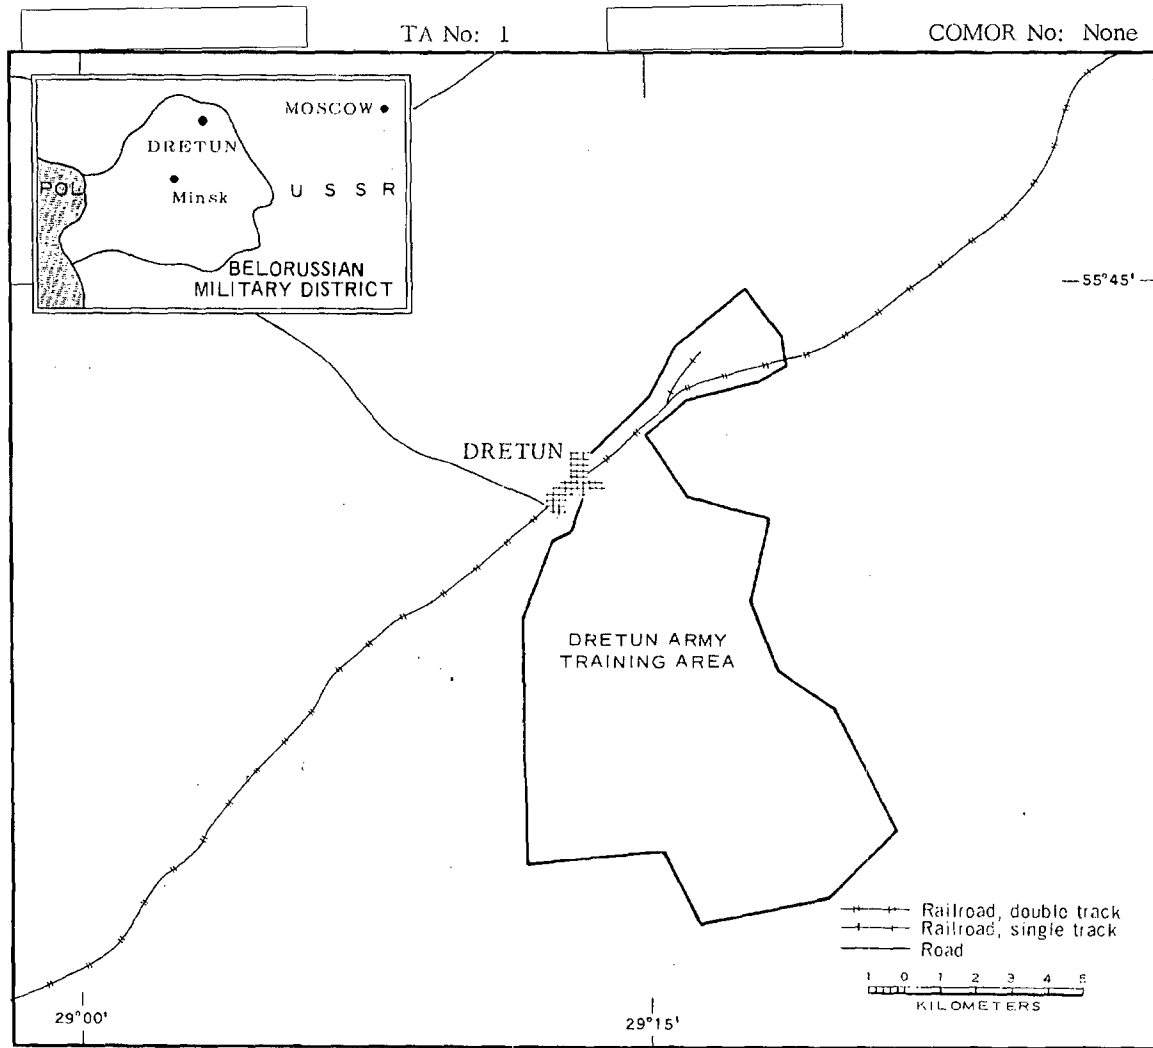 TA No: 1
COMOR No: None
MOSCOW
DRETUN
POL
Minsk
U S S R
BELORUSSIAN
MILITARY DISTRICT
55°45'
DRETUN
DRETUN ARMY
TRAINING AREA
Railroad, double track
Railroad, single track
Road
1 0 1 2 3 4 5
KILOMETERS
29°00'
29°15'